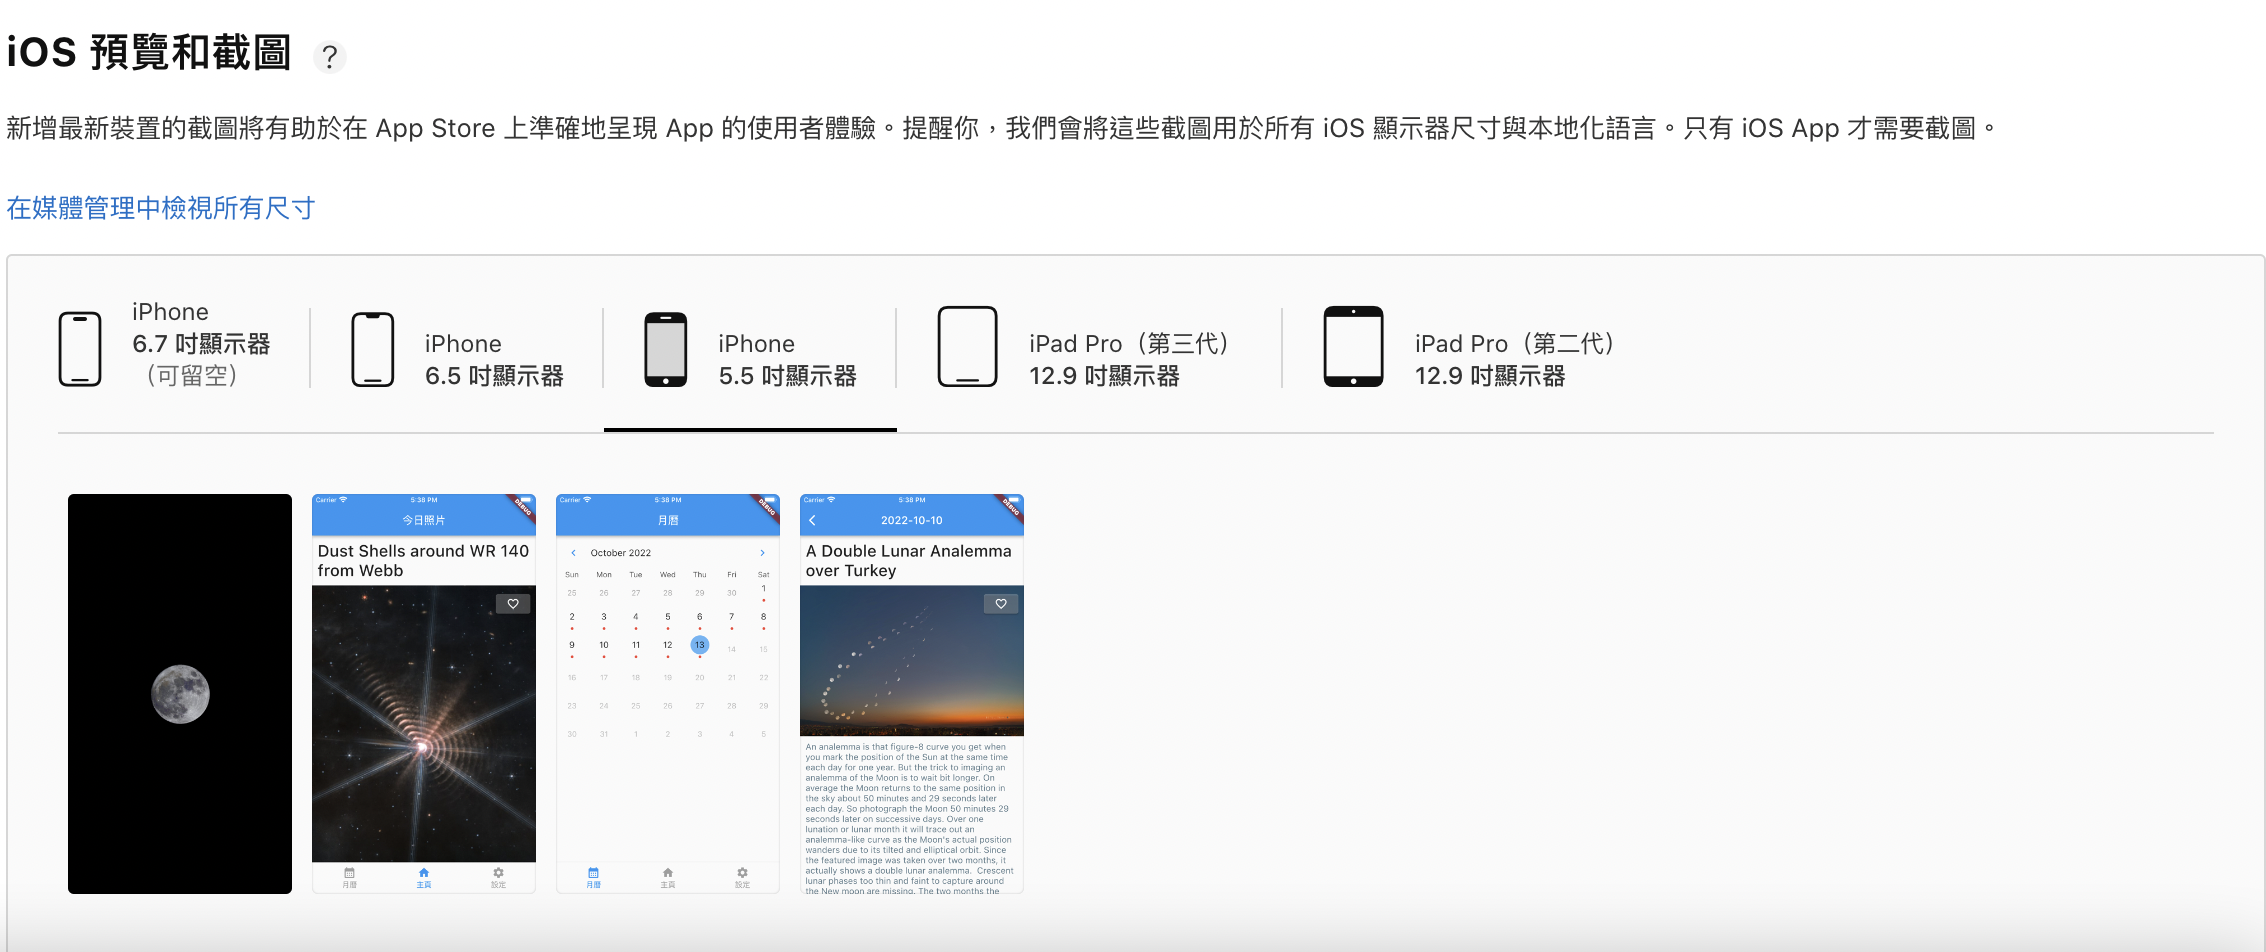 iOS 預覽和截圖 ?
新增最新裝置的截圖將有助於在 App Store 上準確地呈現 App 的使用者體驗。提醒你，我們會將這些截圖用於所有 iOS 顯示器尺寸與本地化語言。只有 iOS App 才需要截圖。
在媒體管理中檢視所有尺寸
iPhone
6.7 吋顯示器
（可留空）
iPhone
6.5 吋顯示器
iPhone
5.5 吋顯示器
iPad Pro（第三代）
12.9 吋顯示器
iPad Pro（第二代）
12.9 吋顯示器
Carrier 5:38 PM
DEBUG
今日照片
Dust Shells around WR 140
from Webb
月曆 主頁 設定
Carrier 5:38 PM
DEBUG
月曆
October 2022
Sun Mon Tue Wed Thu Fri Sat
25 26 27 28 29 30 1
2 3 4 5 6 7 8
9 10 11 12 13 14 15
16 17 18 19 20 21 22
23 24 25 26 27 28 29
30 31 1 2 3 4 5
月曆 主頁 設定
Carrier 5:38 PM
DEBUG
2022-10-10
A Double Lunar Analemma
over Turkey
An analemma is that figure-8 curve you get when
you mark the position of the Sun at the same time
each day for one year. But the trick to imaging an
analemma of the Moon is to wait bit longer. On
average the Moon returns to the same position in
the sky about 50 minutes and 29 seconds later
each day. So photograph the Moon 50 minutes 29
seconds later on successive days. Over one
lunation or lunar month it will trace out an
analemma-like curve as the Moon's actual position
wanders due to its tilted and elliptical orbit. Since
the featured image was taken over two months, it
actually shows a double lunar analemma. Crescent
lunar phases too thin and faint to capture around
the New moon are missing. The two months the